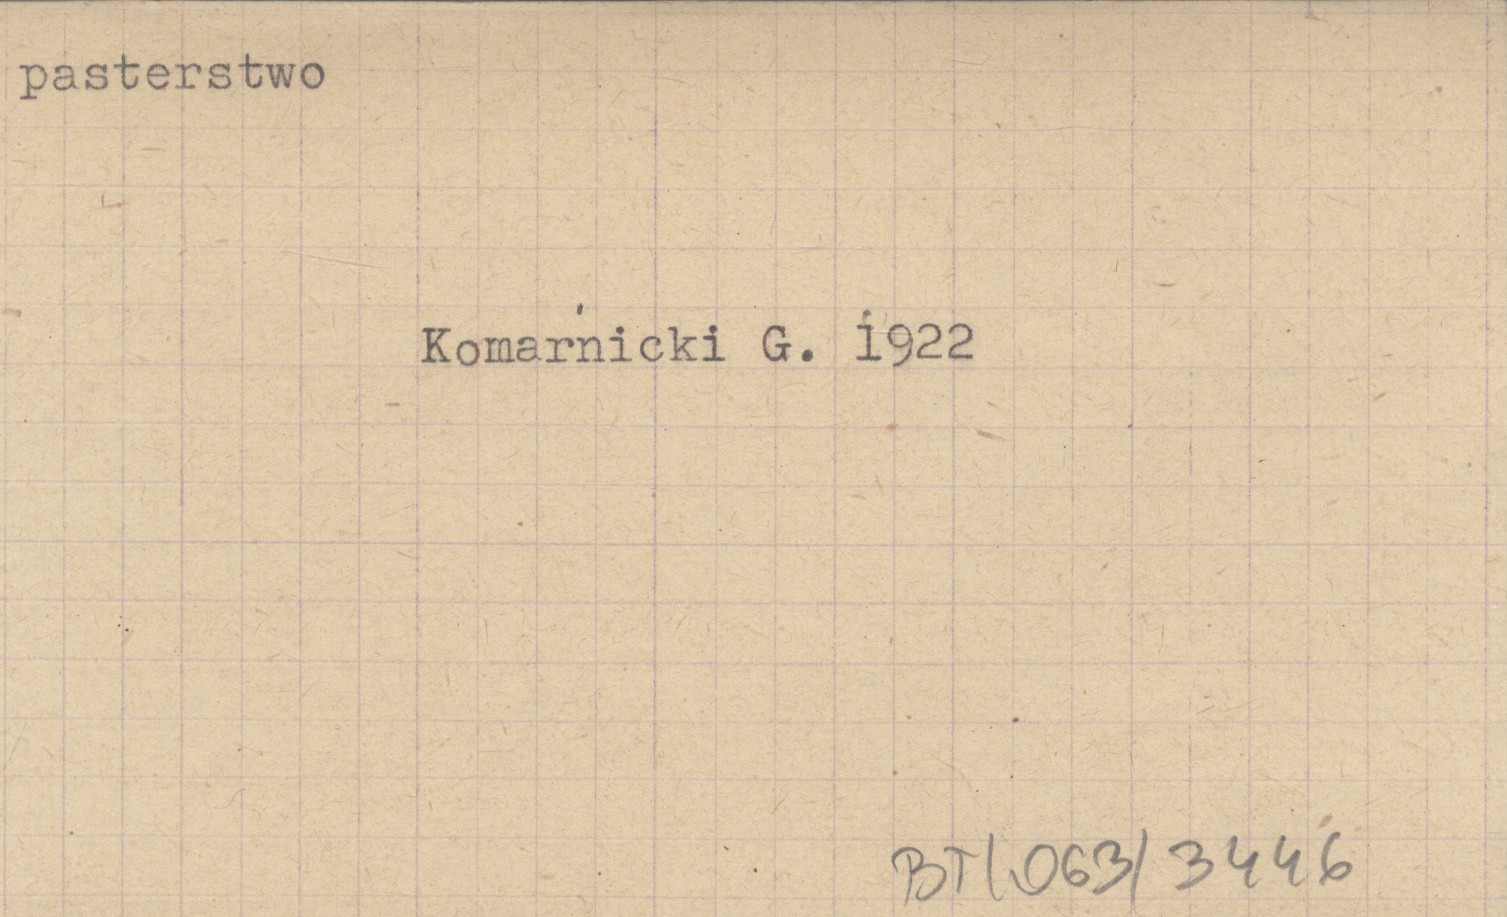 pasterstwo
Komarnicki G. 1922
BT/063/3446